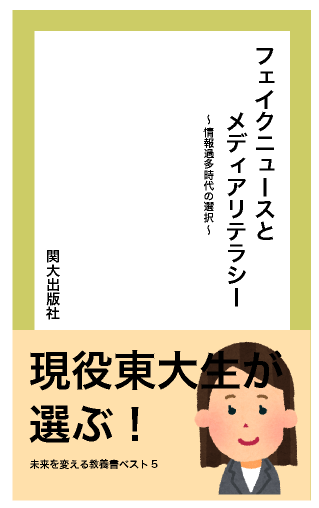 フェイクニュースと
メディアリテラシー
～情報過多時代の選択～
関大出版社
現役東大生が
選ぶ！
未来を変える教養書ベスト５